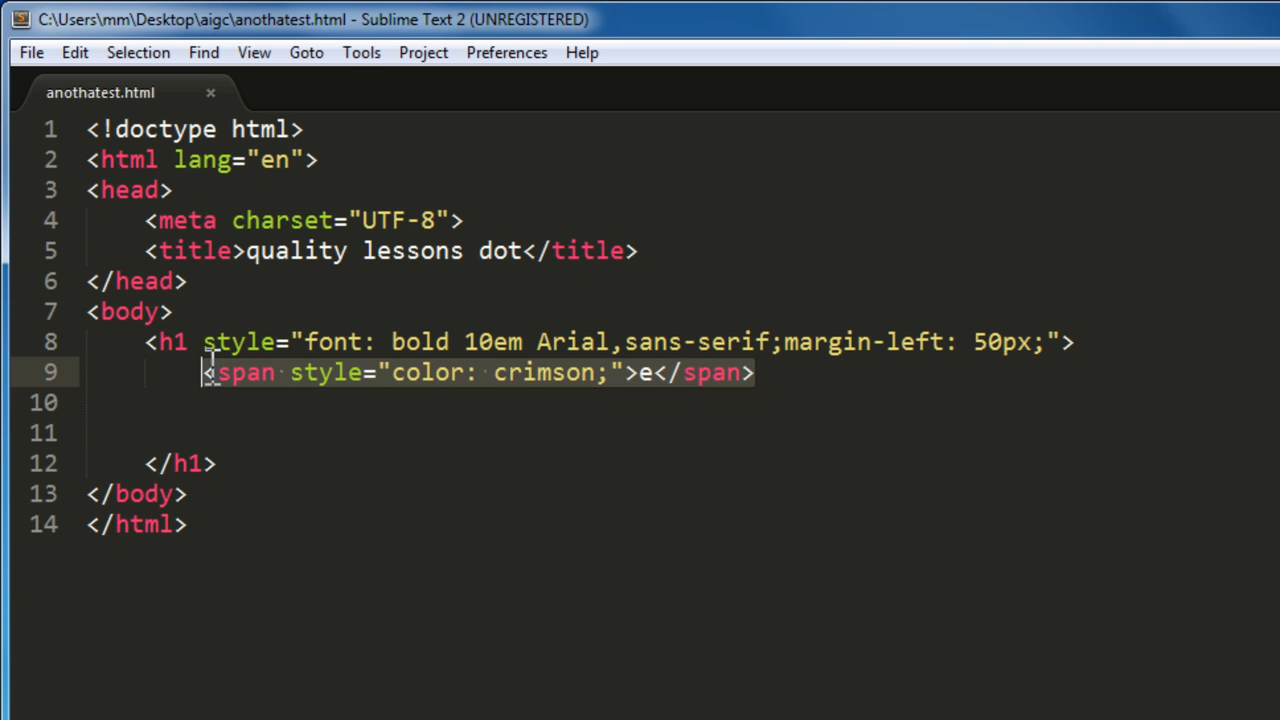 C:\Users\mm\Desktop\aigc\anothatest.html - Sublime Text 2 (UNREGISTERED)
File Edit Selection Find View Goto Tools Project Preferences Help
anothatest.html ×
1 <!doctype html>
2 <html lang="en">
3 <head>
4 <meta charset="UTF-8">
5 <title>quality lessons dot</title>
6 </head>
7 <body>
8 <h1 style="font: bold 10em Arial,sans-serif;margin-left: 50px;">
9 <span style="color: crimson;">e</span>
10
11
12 </h1>
13 </body>
14 </html>